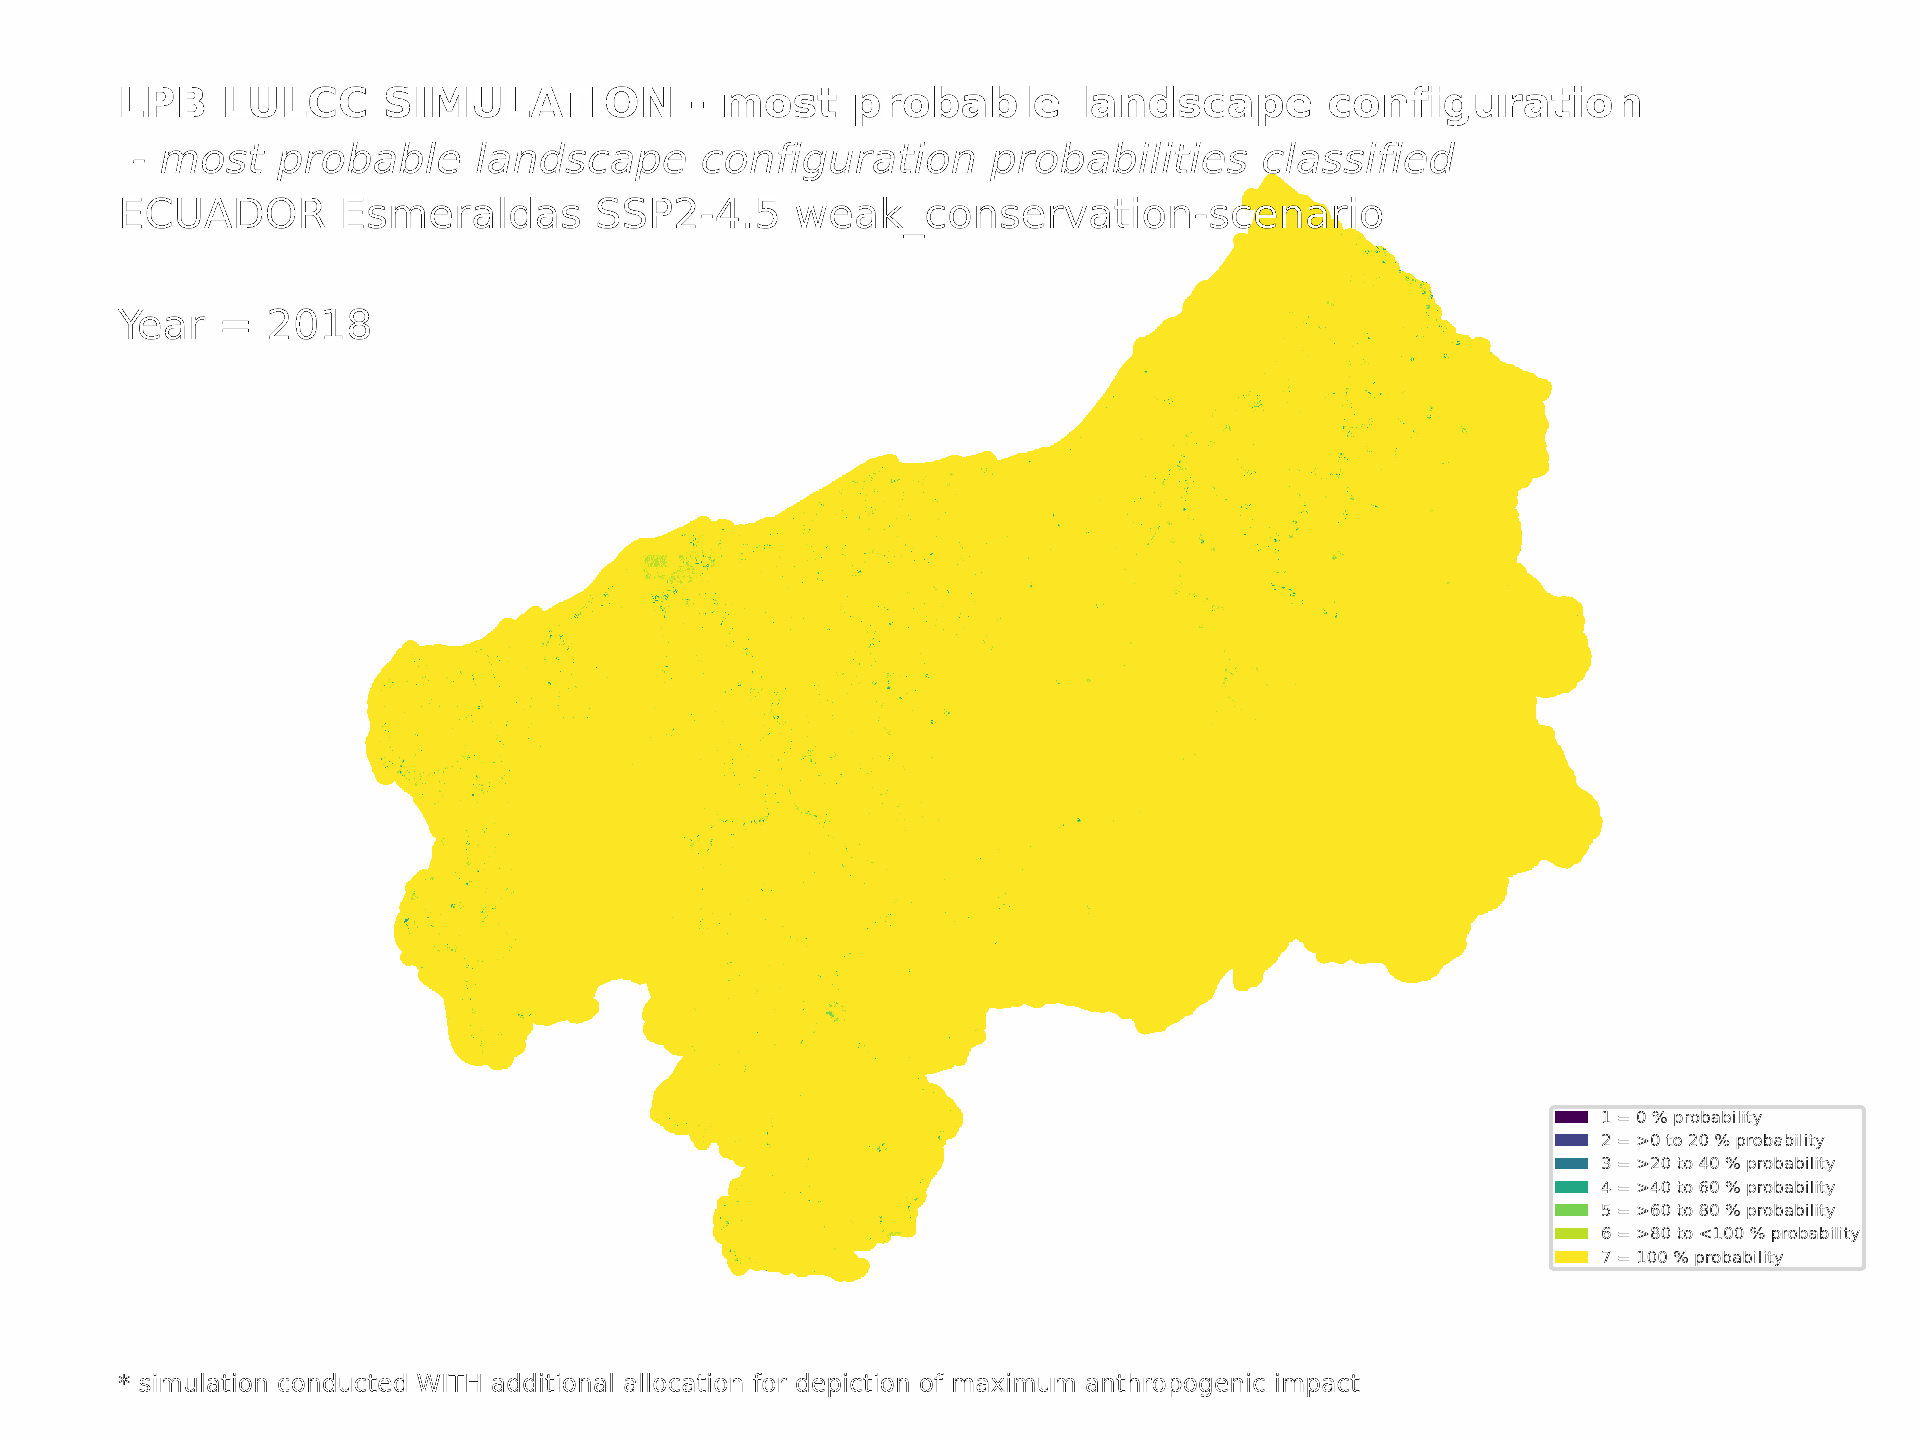 LPB LULCC SIMULATION - most probable landscape configuration
- most probable landscape configuration probabilities classified
ECUADOR Esmeraldas SSP2-4.5 weak_conservation-scenario
Year = 2018
1 = 0 % probability
2 = >0 to 20 % probability
3 = >20 to 40 % probability
4 = >40 to 60 % probability
5 = >60 to 80 % probability
6 = >80 to <100 % probability
7 = 100 % probability
* simulation conducted WITH additional allocation for depiction of maximum anthropogenic impact